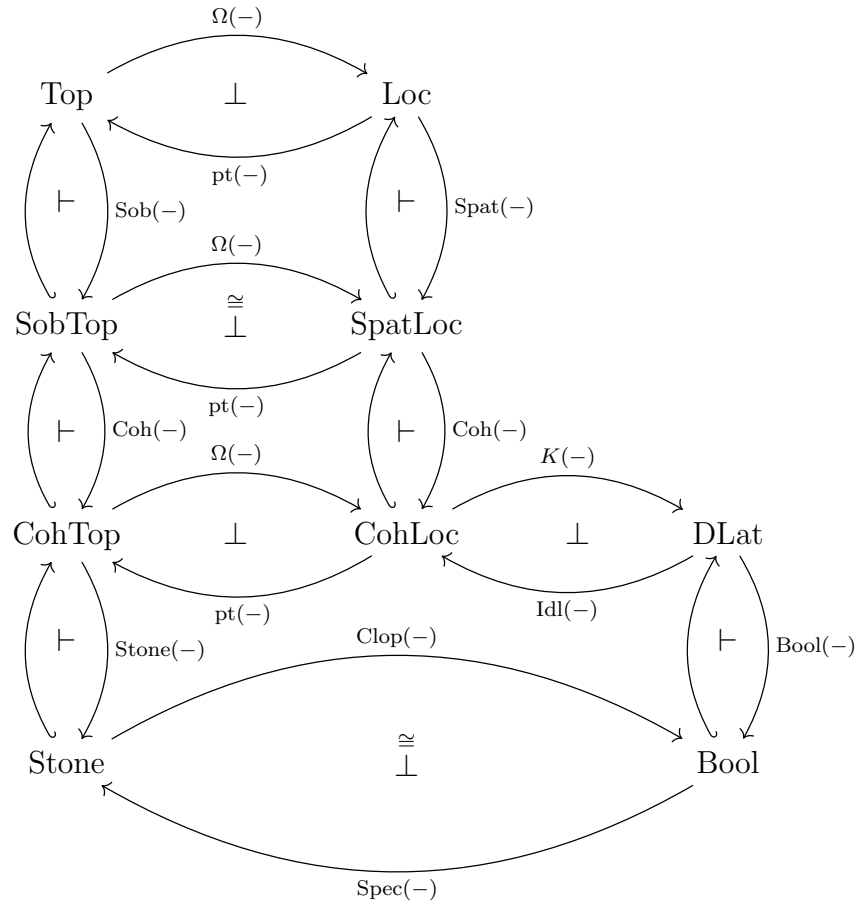 Ω(−)
Top ⊥ Loc
pt(−)
⊢ Sob(−) ⊢ Spat(−)
Ω(−)
≅
SobTop ⊥ SpatLoc
pt(−)
⊢ Coh(−) ⊢ Coh(−)
Ω(−) K(−)
CohTop ⊥ CohLoc ⊥ DLat
pt(−) Idl(−)
⊢ Stone(−) Clop(−) ⊢ Bool(−)
≅
Stone ⊥ Bool
Spec(−)